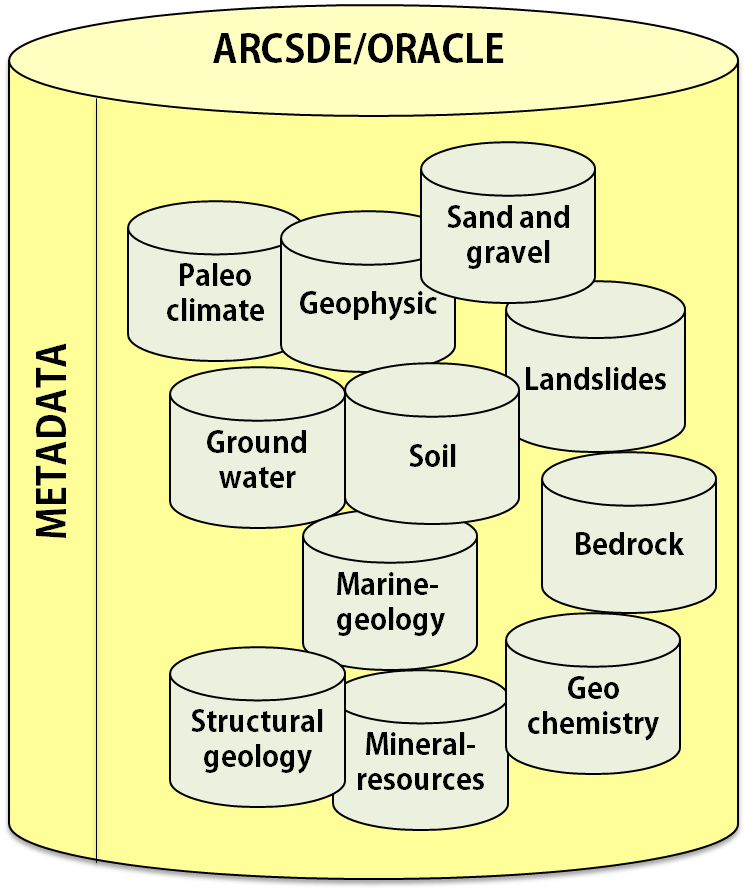 ARCSDE/ORACLE
METADATA
Sand and
gravel
Paleo
climate
Geophysic
Landslides
Ground
water
Soil
Bedrock
Marine-
geology
Geo
chemistry
Structural
geology
Mineral-
resources